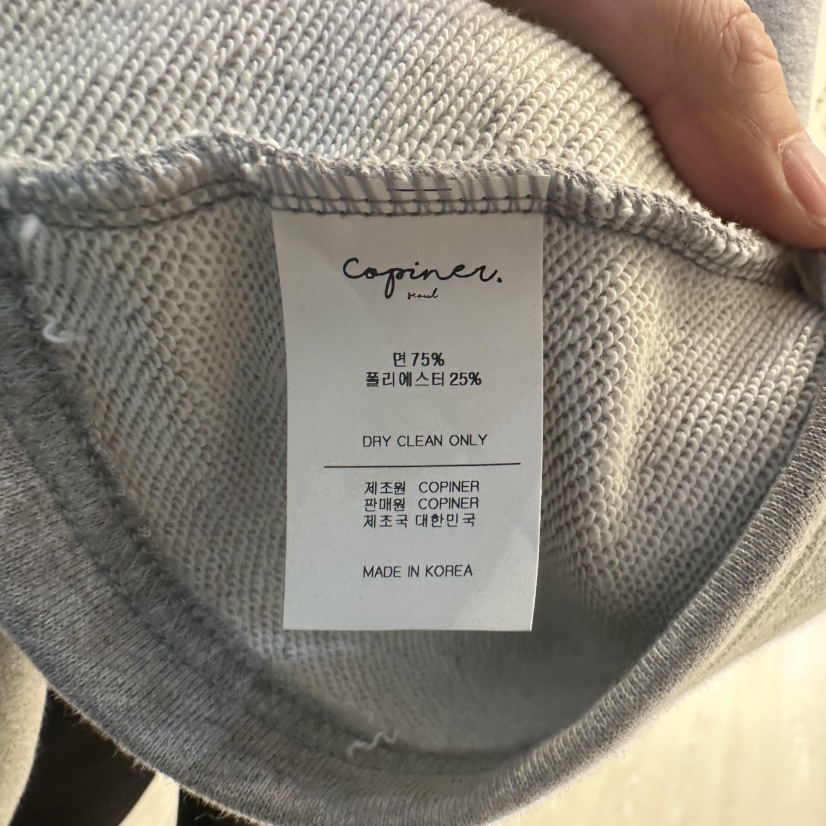 Copiner.
seoul
면 75%
폴리에스터 25%
DRY CLEAN ONLY
제조원 COPINER
판매원 COPINER
제조국 대한민국
MADE IN KOREA